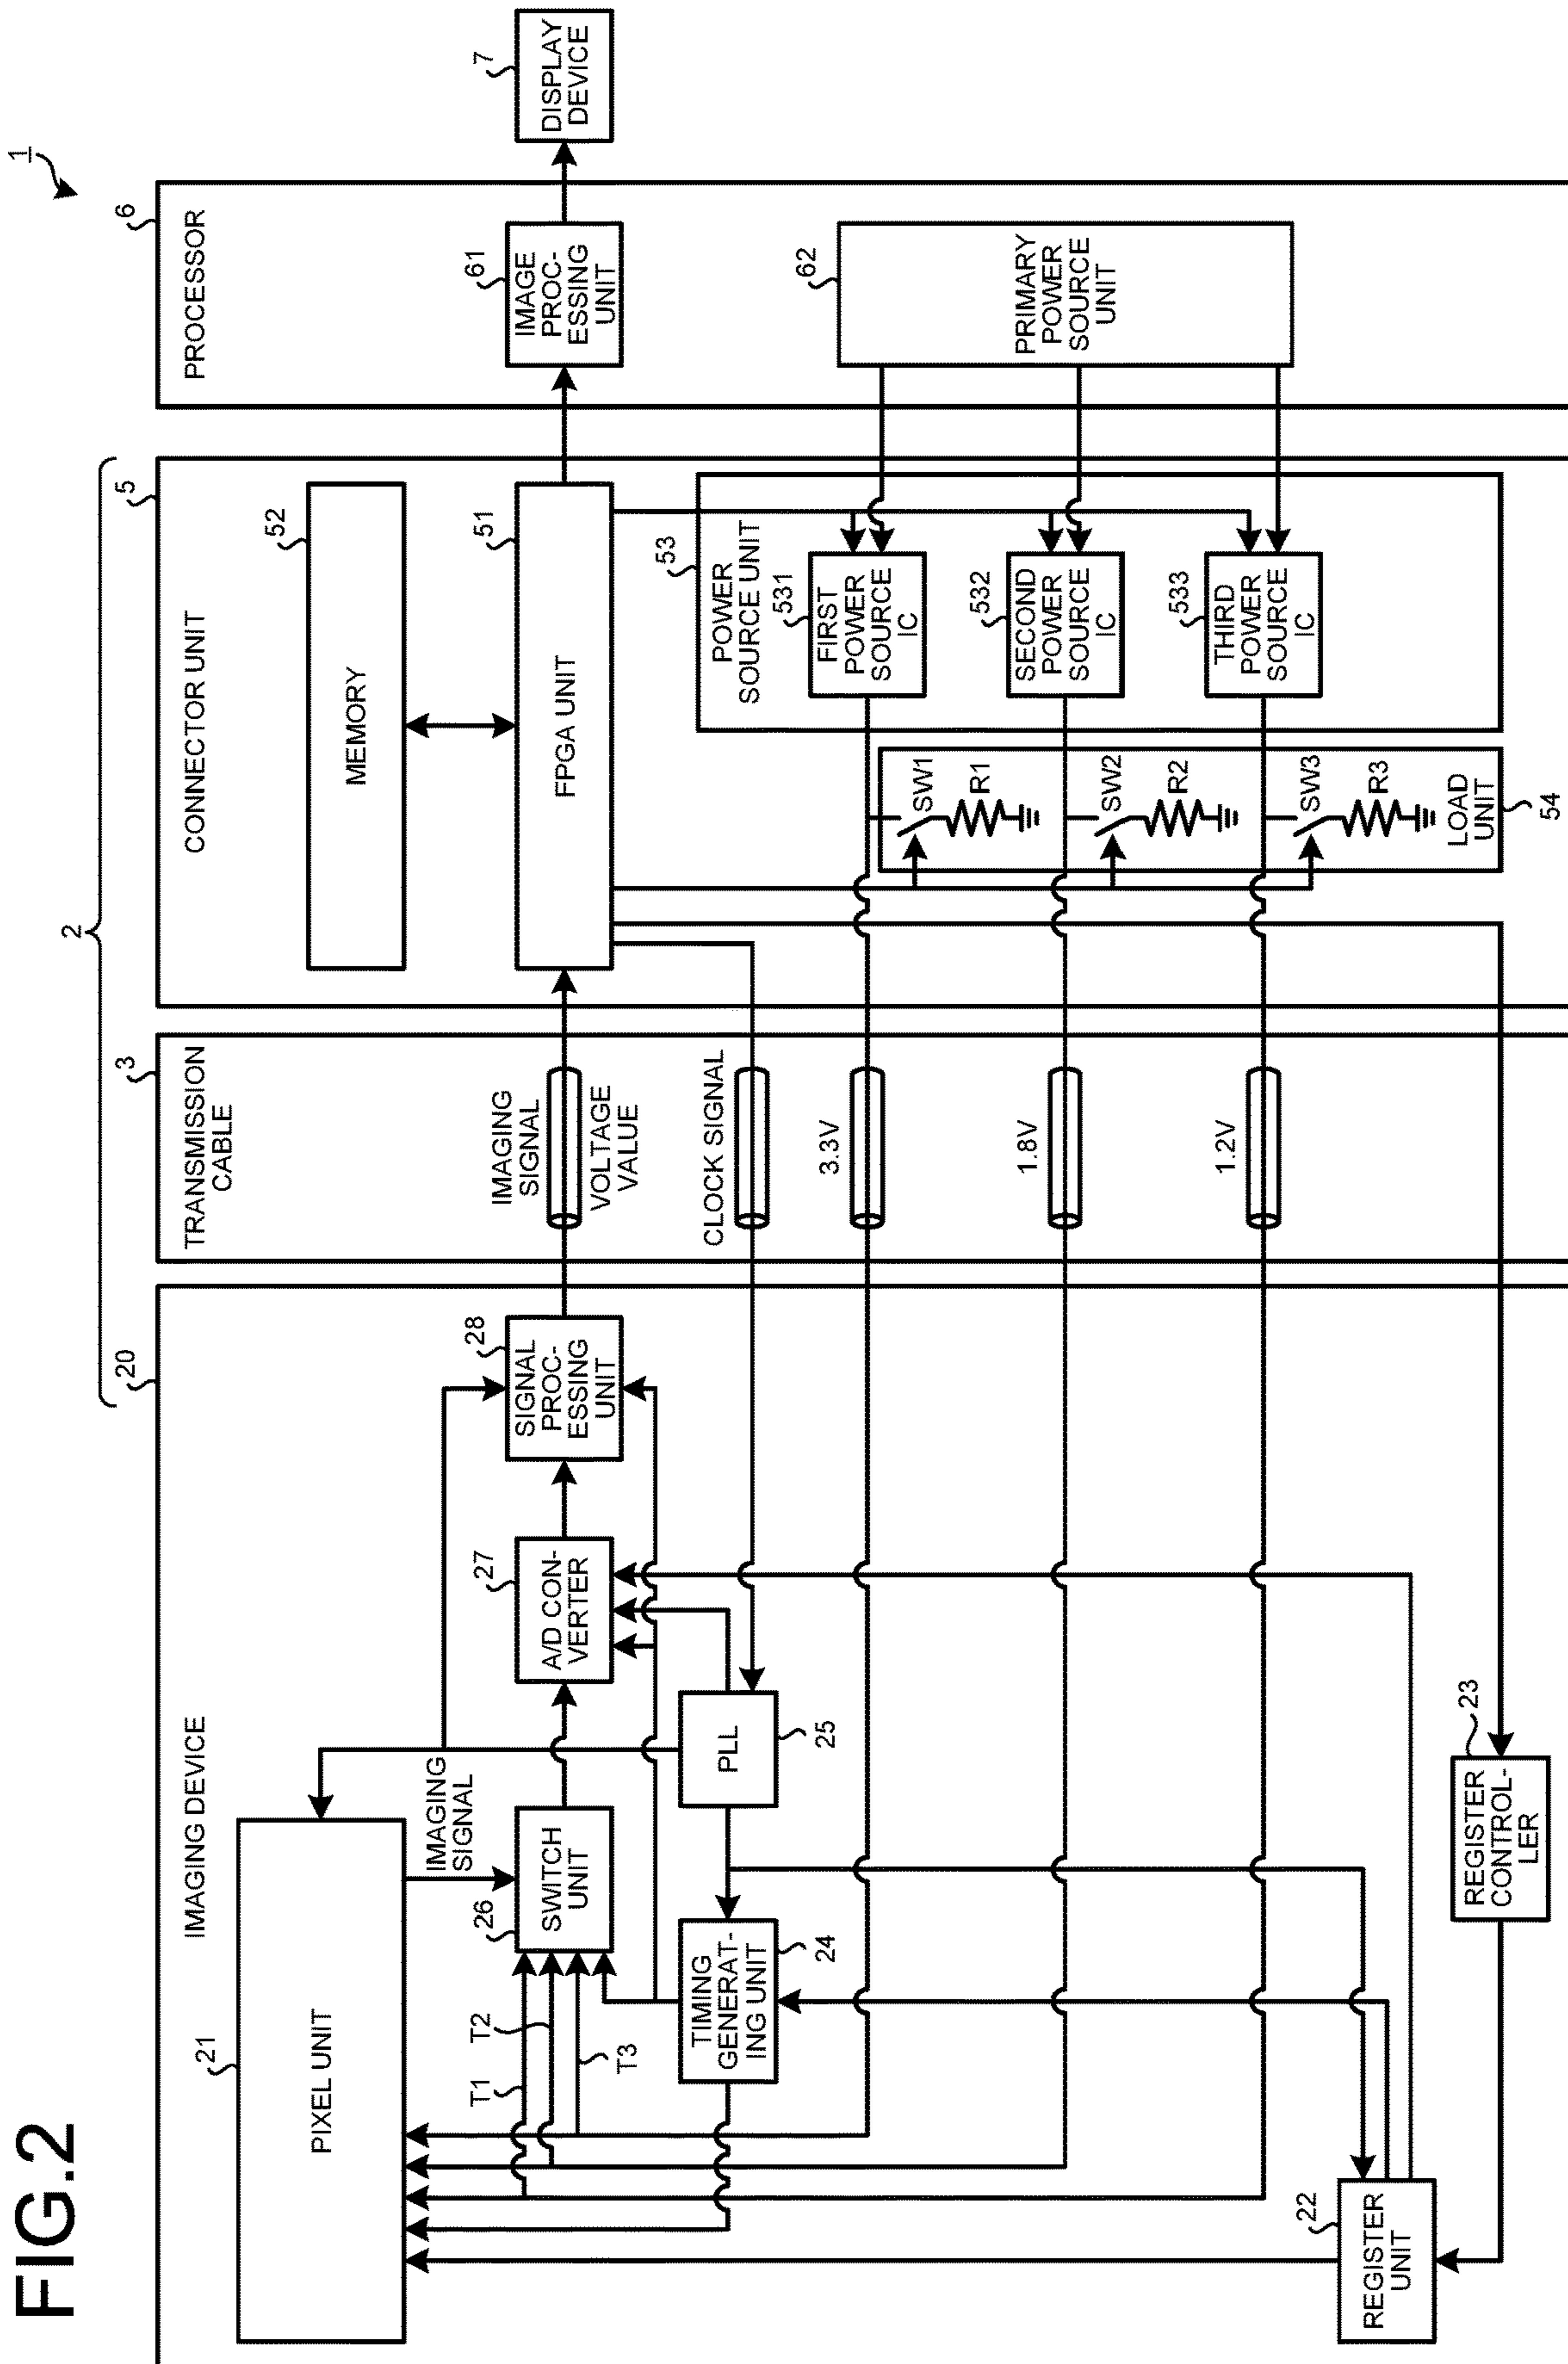 FIG.2
1
2
20
IMAGING DEVICE
21
PIXEL UNIT
IMAGING
SIGNAL
T1
T2
T3
26
SWITCH
UNIT
27
A/D CON-
VERTER
28
SIGNAL
PROC-
ESSING
UNIT
24
TIMING
GENERAT-
ING UNIT
PLL
25
22
REGISTER
UNIT
23
REGISTER
CONTROL-
LER
3
TRANSMISSION
CABLE
IMAGING
SIGNAL
VOLTAGE
VALUE
CLOCK SIGNAL
3.3V
1.8V
1.2V
5
CONNECTOR UNIT
52
MEMORY
51
FPGA UNIT
53
POWER
SOURCE UNIT
531
FIRST
POWER
SOURCE
IC
532
SECOND
POWER
SOURCE
IC
533
THIRD
POWER
SOURCE
IC
SW1
R1
SW2
R2
SW3
R3
LOAD
UNIT
54
6
PROCESSOR
61
IMAGE
PROC-
ESSING
UNIT
62
PRIMARY
POWER
SOURCE
UNIT
7
DISPLAY
DEVICE